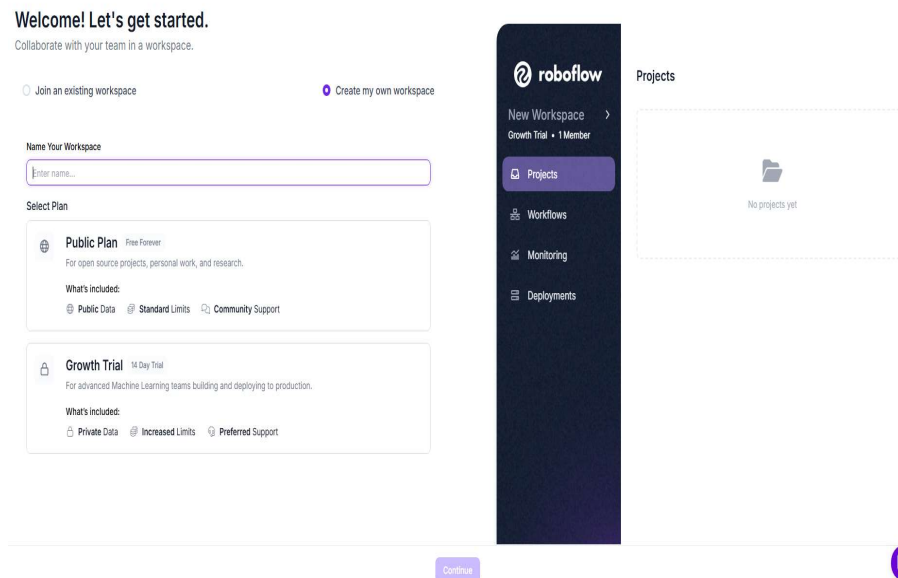 Welcome! Let's get started.
Collaborate with your team in a workspace.
Join an existing workspace
Create my own workspace
Name Your Workspace
Enter name...
Select Plan
Public Plan Free Forever
For open source projects, personal work, and research.
What's included:
Public Data Standard Limits Community Support
Growth Trial 14 Day Trial
For advanced Machine Learning teams building and deploying to production.
What's included:
Private Data Increased Limits Preferred Support
roboflow
New Workspace
Growth Trial • 1 Member
Projects
Workflows
Monitoring
Deployments
Projects
No projects yet
Continue